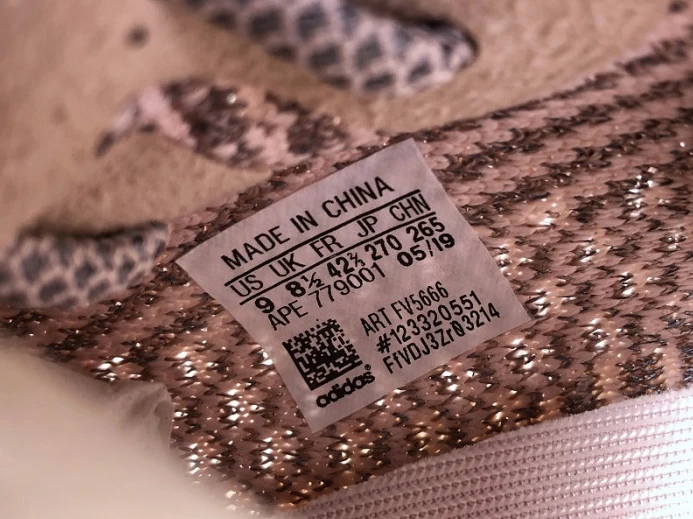 MADE IN CHINA
US UK FR JP CHN
9 8½ 42⅔ 270 265
APE 779001 05/19
ART FV5666
#123320551
FfVDJ3Zr03214
adidas®